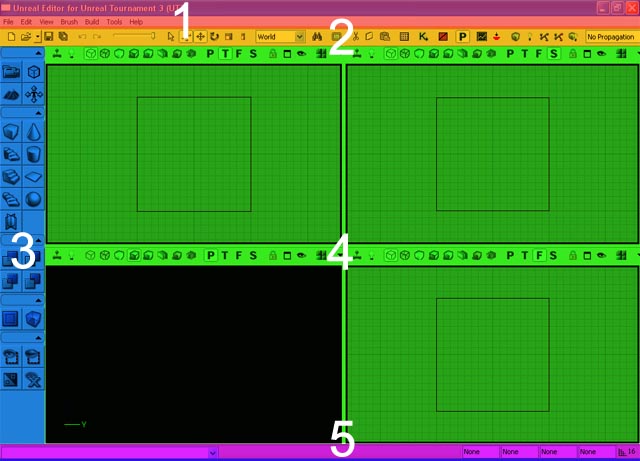 Unreal Editor for Unreal Tournament 3 (UT
1
File Edit View Brush Build Tools Help
World
2
K
P
No Propagation
P T F S
P T F S
3
P T F S
4
P T F S
Y
5
None
None
None
None
16